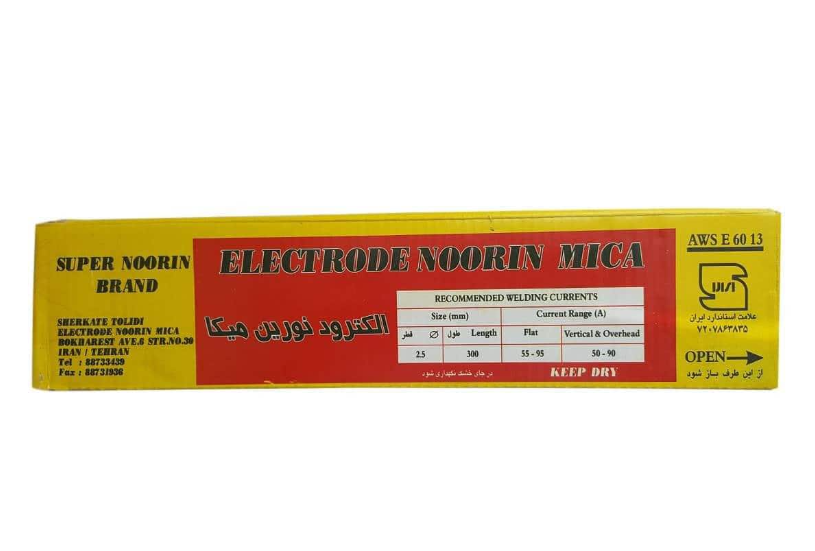 SUPER NOORIN
BRAND
SHERKATE TOLIDI
ELECTRODE NOORIN MICA
BOKHAREST AVE.6 STR.NO.30
IRAN / TEHRAN
Tel : 88733439
Fax : 88731936
ELECTRODE NOORIN MICA
الکترود نورین میکا
RECOMMENDED WELDING CURRENTS
Size (mm) Current Range (A)
قطر Ø طول Length Flat Vertical & Overhead
2.5 300 55 - 95 50 - 90
در جای خشک نگهداری شود KEEP DRY
AWS E 60 13
علامت استاندارد ایران
۷۲۰۷۸۶۳۸۳۵
OPEN
از این طرف باز شود